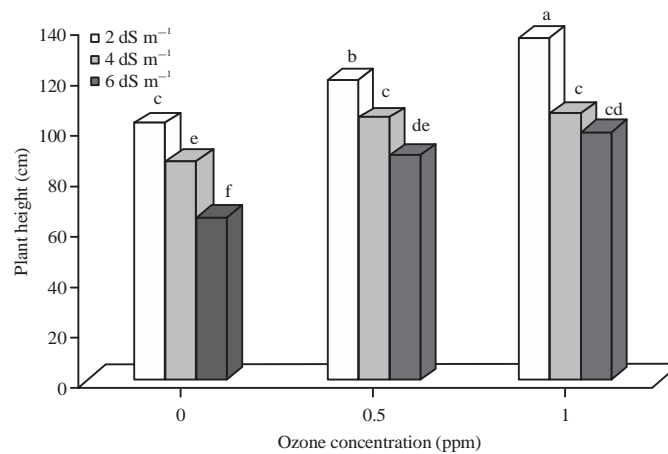 a
140
2 dS m⁻¹
b
120
4 dS m⁻¹
c
6 dS m⁻¹
c
c
cd
100
e
de
80
f
60
40
20
0
Plant height (cm)
0
0.5
1
Ozone concentration (ppm)